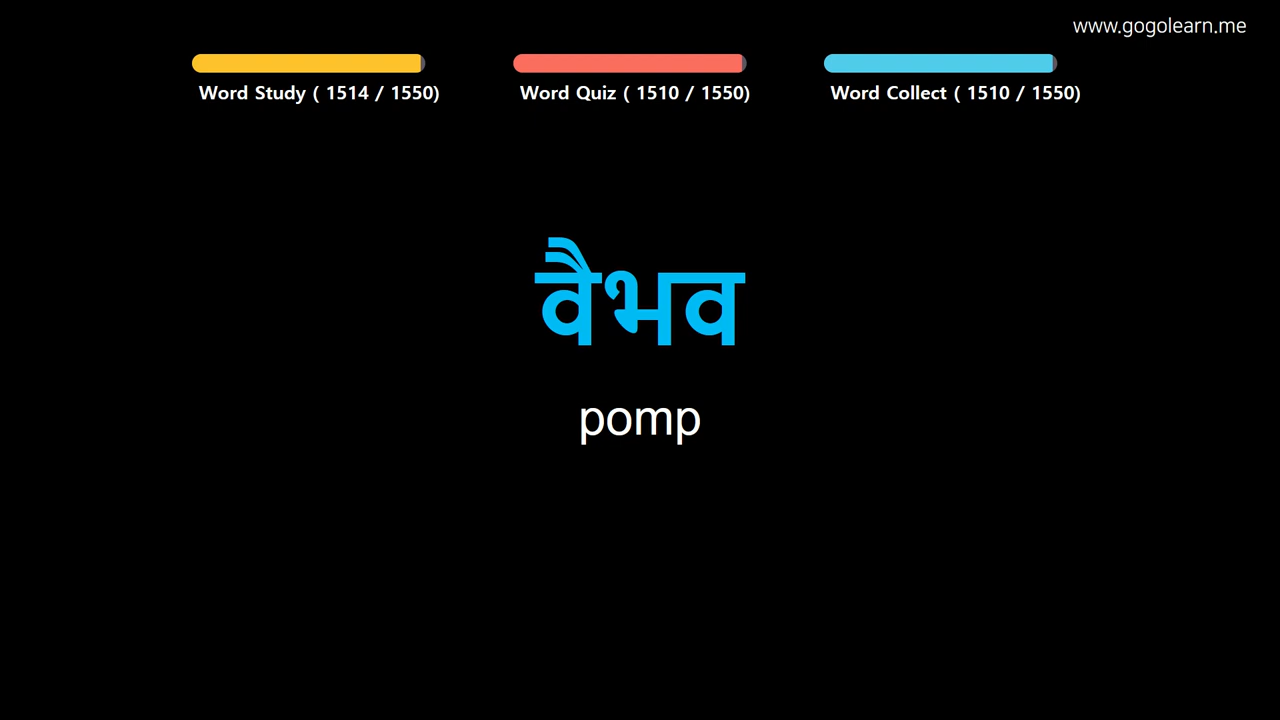 www.gogolearn.me
Word Study ( 1514 / 1550)
Word Quiz ( 1510 / 1550)
Word Collect ( 1510 / 1550)
वैभव
pomp